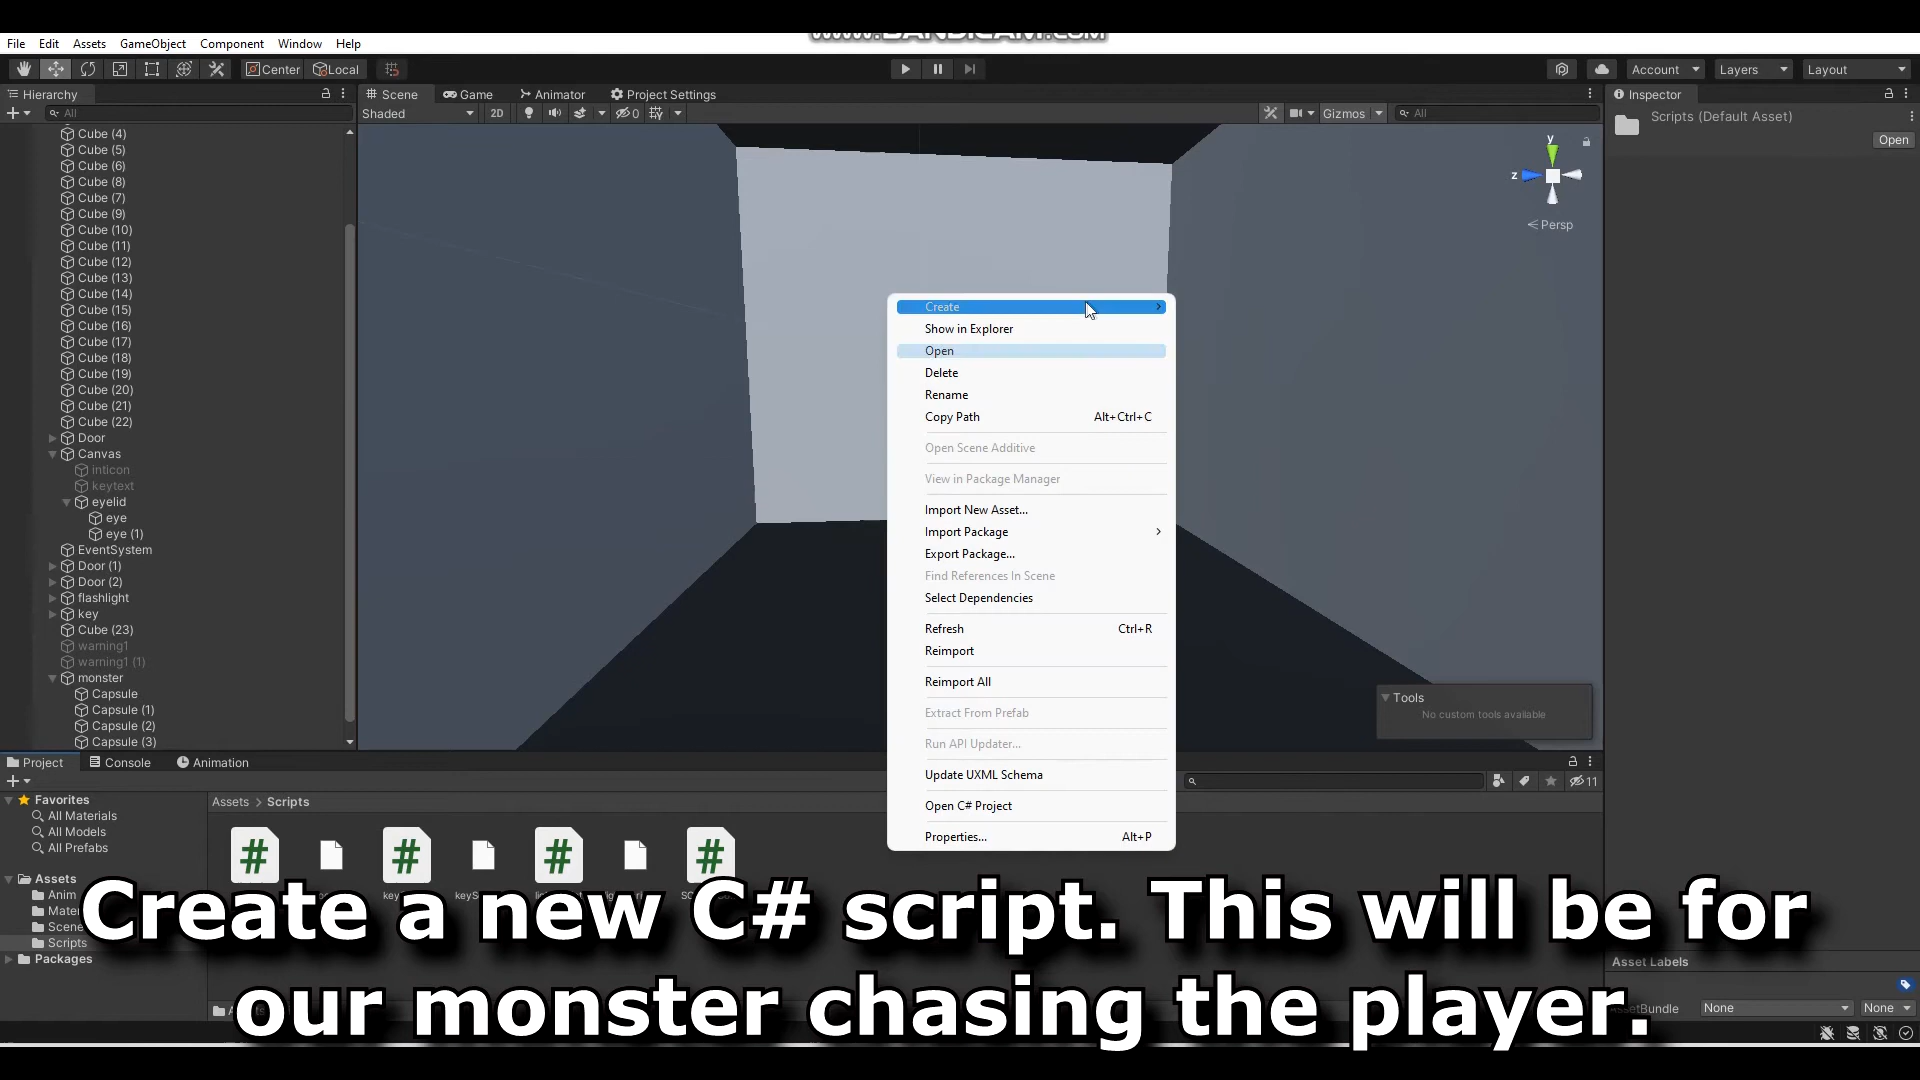 www.BANDICAM.com
File Edit Assets GameObject Component Window Help
Center Local Account Layers Layout
Hierarchy Scene Game Animator Project Settings Inspector
All Shaded 2D 0 Gizmos All
Scripts (Default Asset)
Open
Cube (4)
Cube (5)
Cube (6)
Cube (8)
Cube (7)
Cube (9)
Cube (10)
Cube (11)
Cube (12)
Cube (13)
Cube (14)
Cube (15)
Cube (16)
Cube (17)
Cube (18)
Cube (19)
Cube (20)
Cube (21)
Cube (22)
Door
Canvas
inticon
keytext
eyelid
eye
eye (1)
EventSystem
Door (1)
Door (2)
flashlight
key
Cube (23)
warning1
warning1 (1)
monster
Capsule
Capsule (1)
Capsule (2)
Capsule (3)
y
z
Persp
Create
Show in Explorer
Open
Delete
Rename
Copy Path Alt+Ctrl+C
Open Scene Additive
View in Package Manager
Import New Asset...
Import Package
Export Package...
Find References In Scene
Select Dependencies
Refresh Ctrl+R
Reimport
Reimport All
Extract From Prefab
Run API Updater...
Update UXML Schema
Open C# Project
Properties... Alt+P
Tools
No custom tools available
Project Console Animation
11
Favorites
All Materials
All Models
All Prefabs
Assets
Anim
Scripts
Packages
Assets > Scripts
# # # #
Create a new C# script. This will be for
our monster chasing the player.
Asset Labels
None None